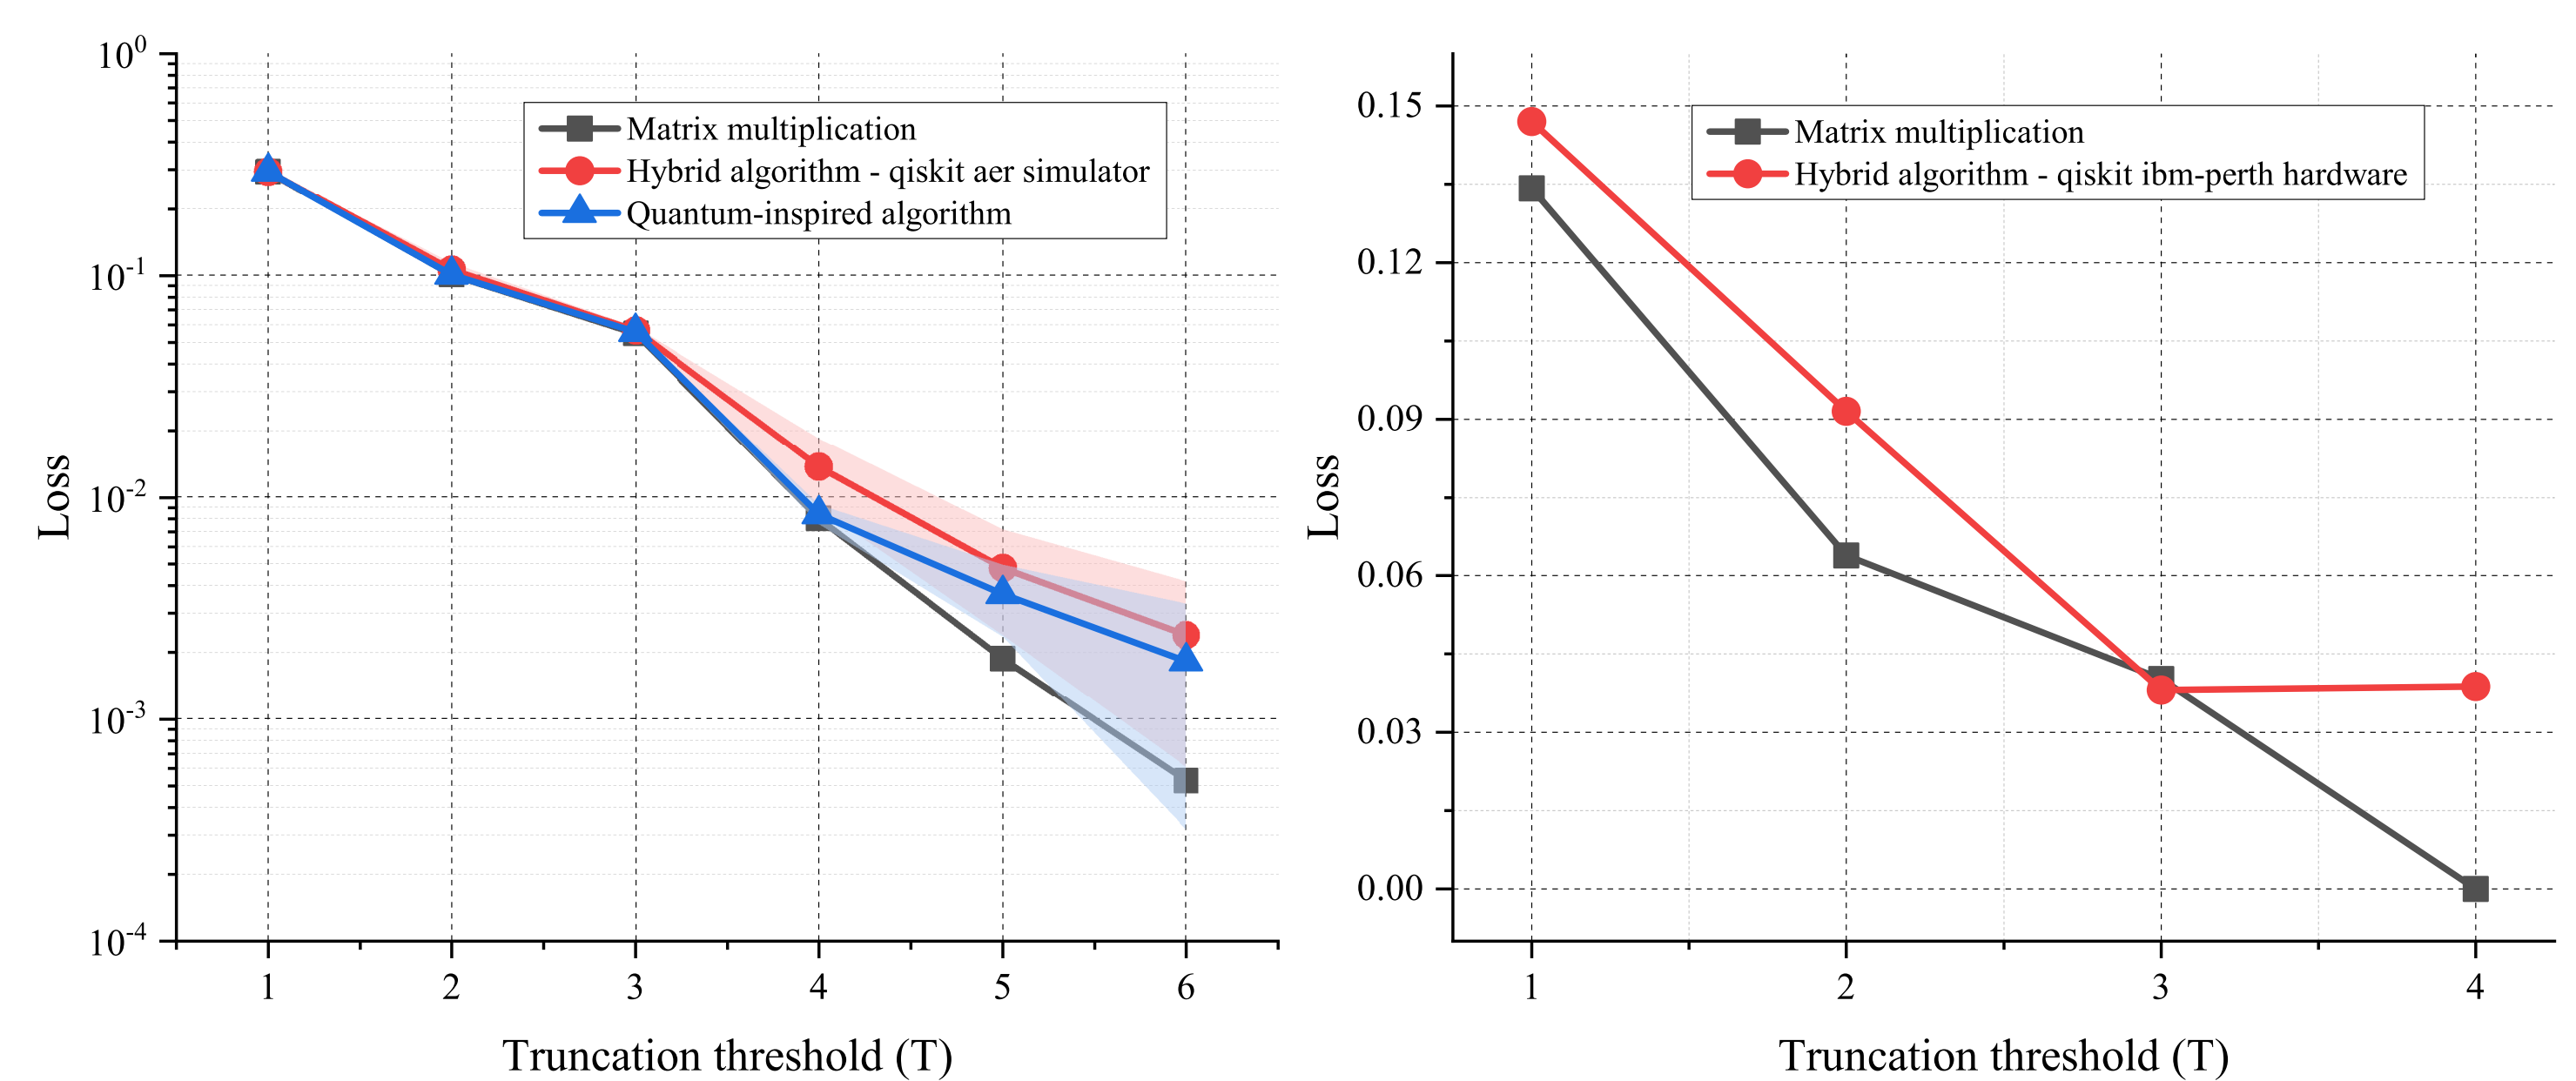 10^0
10^-1
10^-2
10^-3
10^-4
Loss
Matrix multiplication
Hybrid algorithm - qiskit aer simulator
Quantum-inspired algorithm
1 2 3 4 5 6
Truncation threshold (T)
0.15
0.12
0.09
0.06
0.03
0.00
Loss
Matrix multiplication
Hybrid algorithm - qiskit ibm-perth hardware
1 2 3 4
Truncation threshold (T)